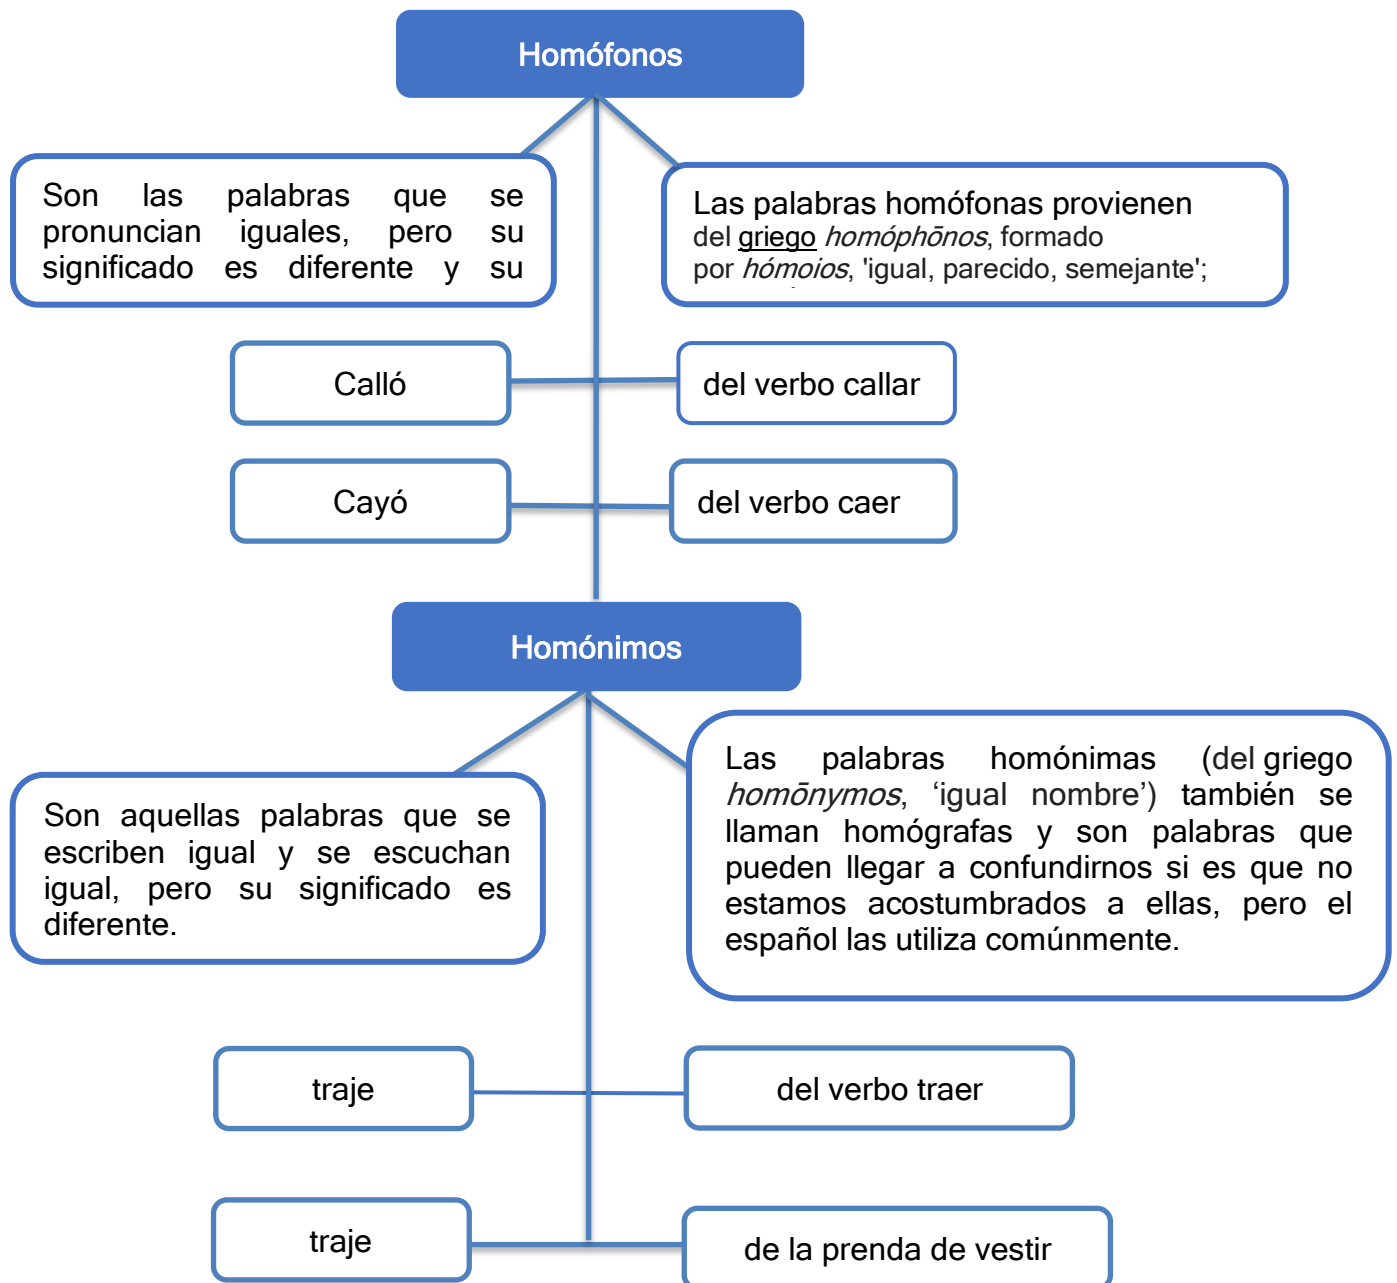 Homófonos
Son las palabras que se
pronuncian iguales, pero su
significado es diferente y su
Las palabras homófonas provienen
del griego homóphōnos, formado
por hómoios, 'igual, parecido, semejante';
Calló
del verbo callar
Cayó
del verbo caer
Homónimos
Son aquellas palabras que se
escriben igual y se escuchan
igual, pero su significado es
diferente.
Las palabras homónimas (del griego
homōnymos, ‘igual nombre’) también se
llaman homógrafas y son palabras que
pueden llegar a confundirnos si es que no
estamos acostumbrados a ellas, pero el
español las utiliza comúnmente.
traje
del verbo traer
traje
de la prenda de vestir